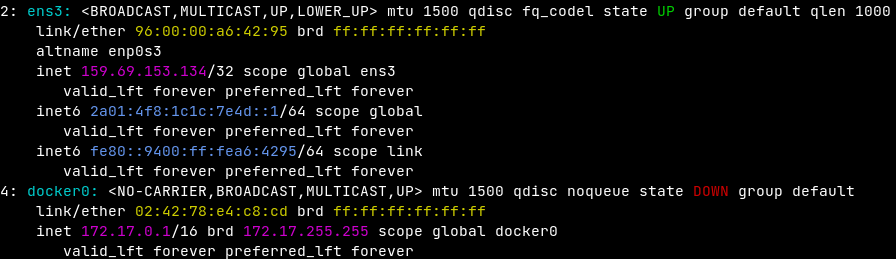 2: ens3: <BROADCAST,MULTICAST,UP,LOWER_UP> mtu 1500 qdisc fq_codel state UP group default qlen 1000
link/ether 96:00:00:a6:42:95 brd ff:ff:ff:ff:ff:ff
altname enp0s3
inet 159.69.153.134/32 scope global ens3
valid_lft forever preferred_lft forever
inet6 2a01:4f8:1c1c:7e4d::1/64 scope global
valid_lft forever preferred_lft forever
inet6 fe80::9400:ff:fea6:4295/64 scope link
valid_lft forever preferred_lft forever
4: docker0: <NO-CARRIER,BROADCAST,MULTICAST,UP> mtu 1500 qdisc noqueue state DOWN group default
link/ether 02:42:78:e4:c8:cd brd ff:ff:ff:ff:ff:ff
inet 172.17.0.1/16 brd 172.17.255.255 scope global docker0
valid_lft forever preferred_lft forever